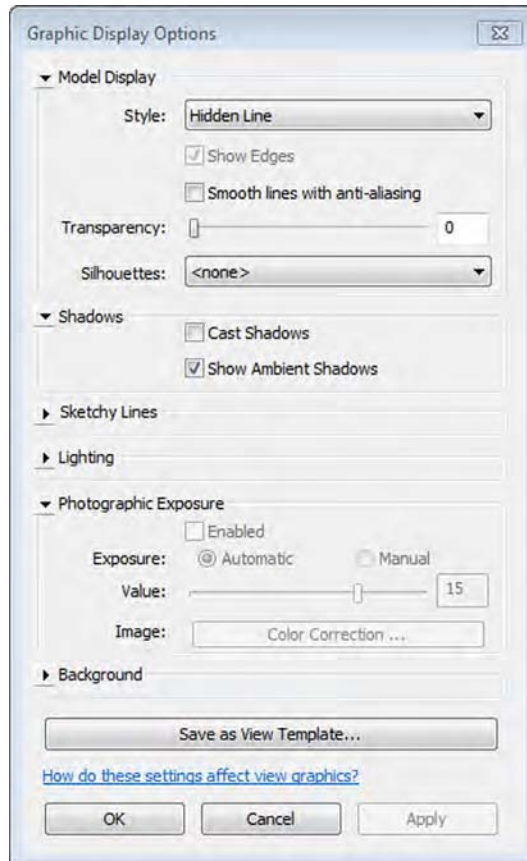 Graphic Display Options
Model Display
Style: Hidden Line
Show Edges
Smooth lines with anti-aliasing
Transparency: 0
Silhouettes: <none>
Shadows
Cast Shadows
Show Ambient Shadows
Sketchy Lines
Lighting
Photographic Exposure
Enabled
Exposure: Automatic Manual
Value: 15
Image: Color Correction ...
Background
Save as View Template...
How do these settings affect view graphics?
OK Cancel Apply